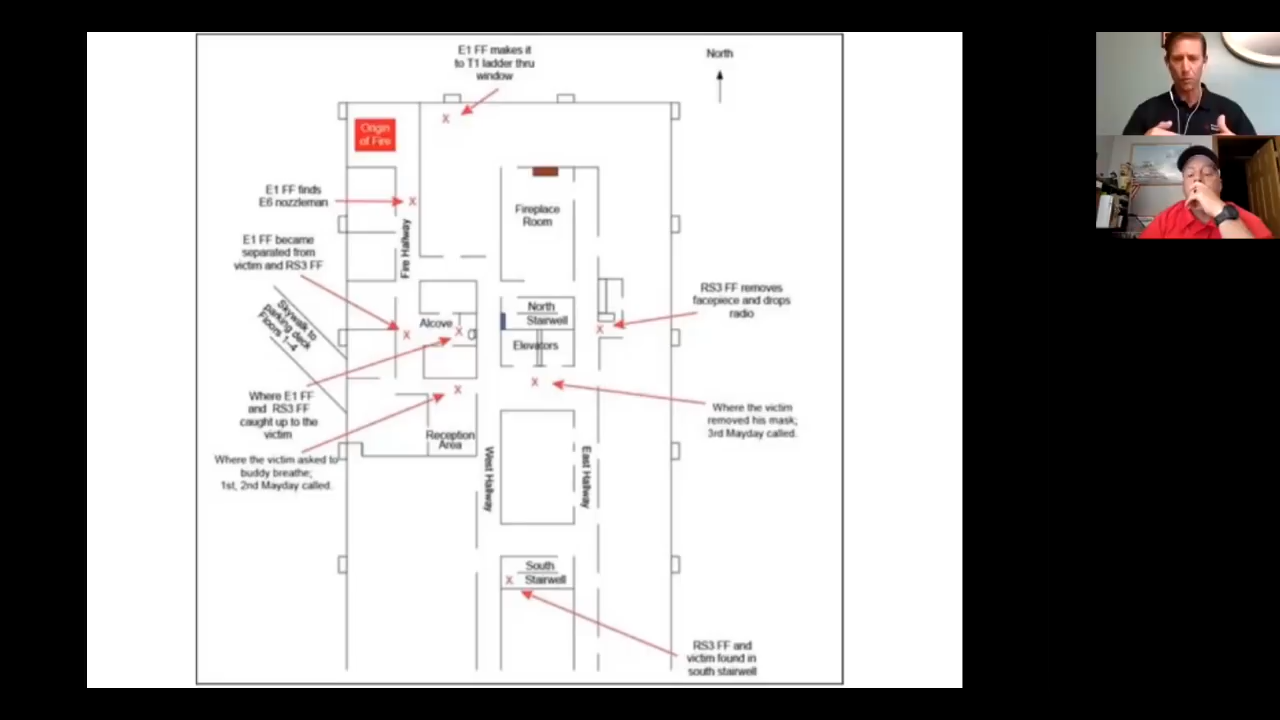 E1 FF makes it
to T1 ladder thru
window
North
Origin
of Fire
E1 FF finds
E6 nozzleman
Fireplace
Room
Fire Hallway
E1 FF became
separated from
victim and RS3 FF
Skywalk to
parking deck
Floors 1-4
Alcove
North
Stairwell
Elevators
RS3 FF removes
facepiece and drops
radio
Where E1 FF
and RS3 FF
caught up to the
victim
Where the victim
removed his mask;
3rd Mayday called.
Reception
Area
Where the victim asked to
buddy breathe;
1st, 2nd Mayday called.
West Hallway
East Hallway
South
Stairwell
RS3 FF and
victim found in
south stairwell
X
X
X
X
X
X
X
X